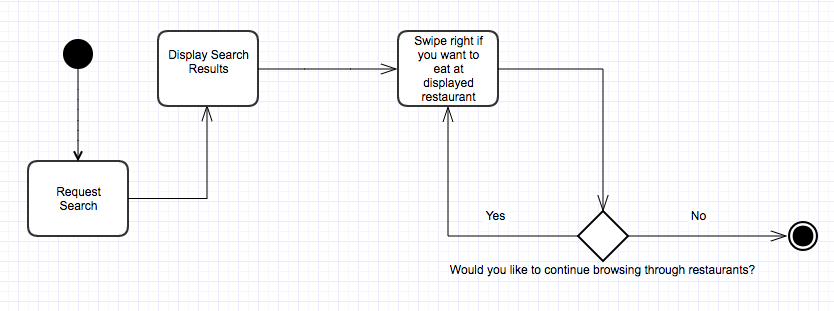 Display Search
Results
Swipe right if
you want to
eat at
displayed
restaurant
Request
Search
Yes
No
Would you like to continue browsing through restaurants?